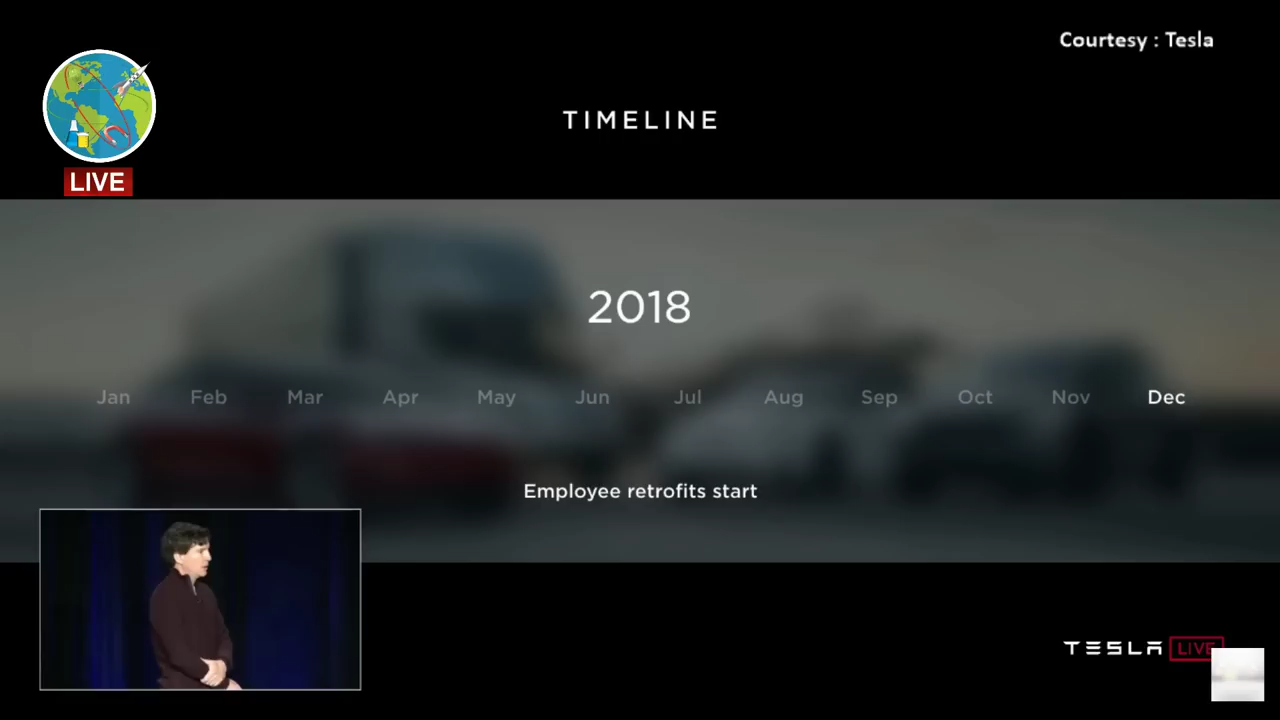 Courtesy : Tesla
LIVE
TIMELINE
2018
Jan Feb Mar Apr May Jun Jul Aug Sep Oct Nov Dec
Employee retrofits start
TESLA LIVE